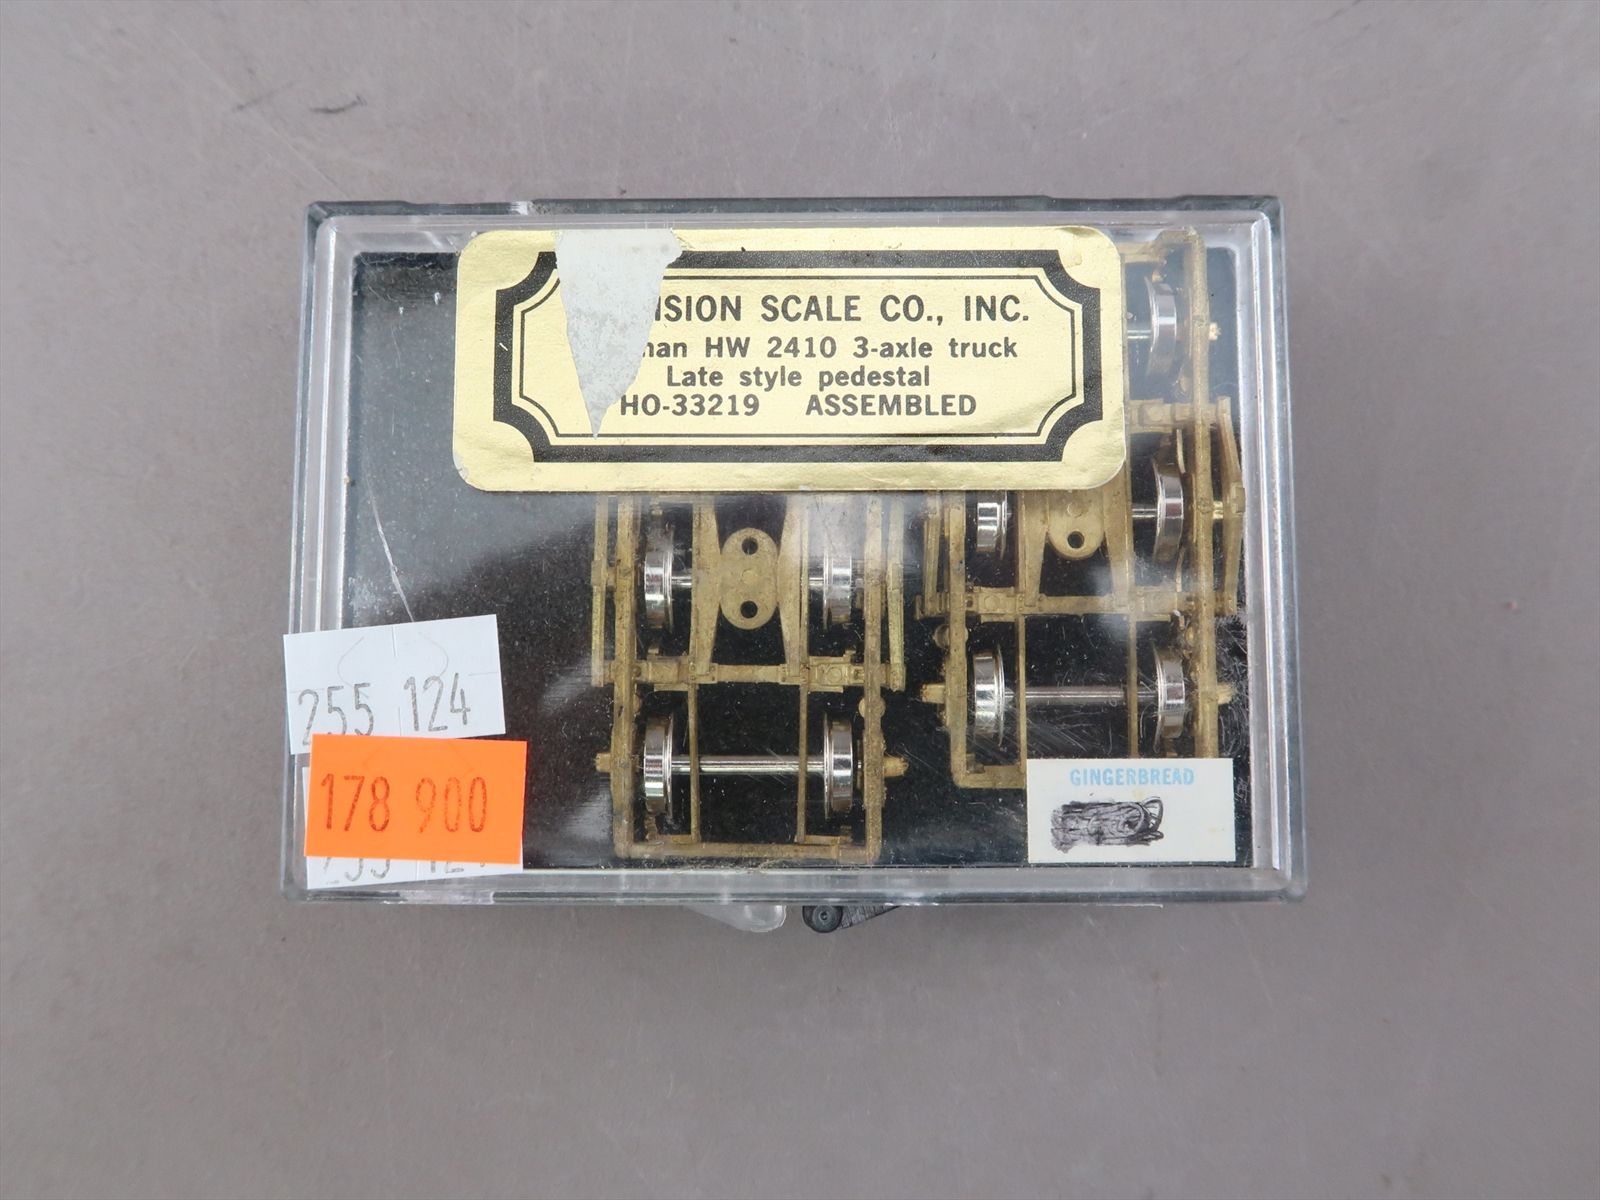 ISION SCALE CO., INC.
man HW 2410 3-axle truck
Late style pedestal
HO-33219 ASSEMBLED
255 124
178 900
GINGERBREAD